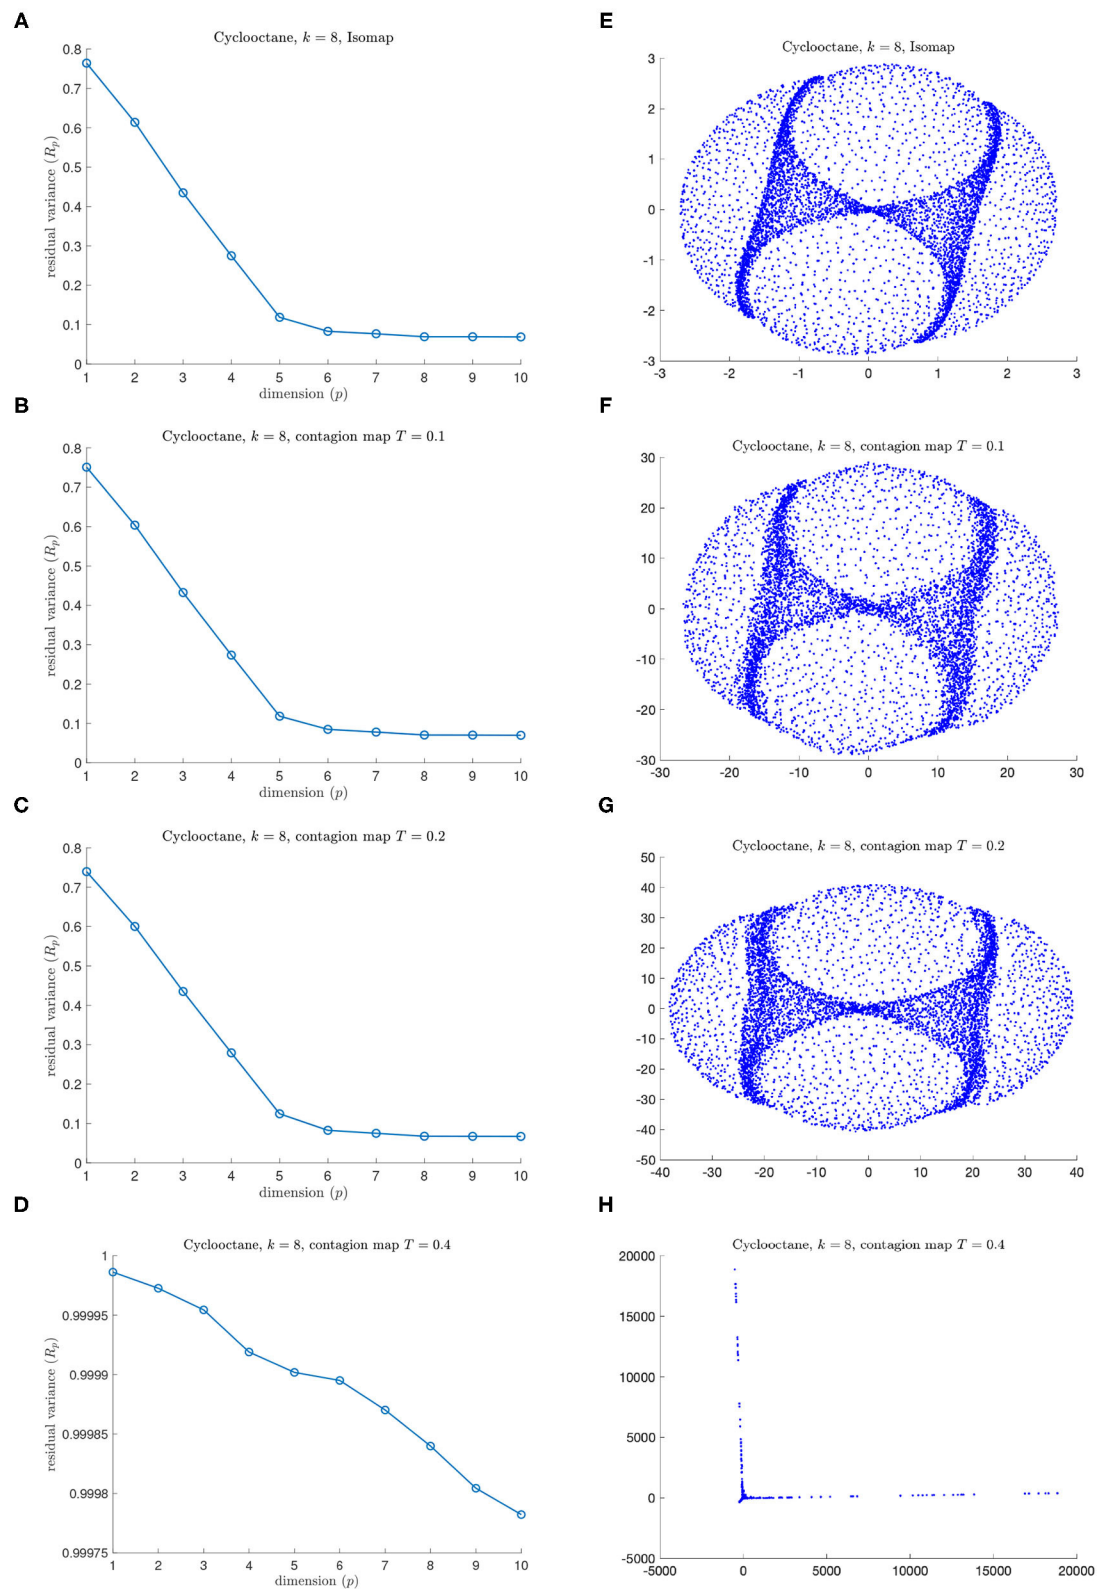 A
Cyclooctane, k = 8, Isomap
0.8
0.7
0.6
0.5
0.4
0.3
0.2
0.1
0
residual variance (Rp)
1 2 3 4 5 6 7 8 9 10
dimension (p)
E
Cyclooctane, k = 8, Isomap
3
2
1
0
-1
-2
-3
-3 -2 -1 0 1 2 3
B
Cyclooctane, k = 8, contagion map T = 0.1
0.8
0.7
0.6
0.5
0.4
0.3
0.2
0.1
0
residual variance (Rp)
1 2 3 4 5 6 7 8 9 10
dimension (p)
F
Cyclooctane, k = 8, contagion map T = 0.1
30
20
10
0
-10
-20
-30
-30 -20 -10 0 10 20 30
C
Cyclooctane, k = 8, contagion map T = 0.2
0.8
0.7
0.6
0.5
0.4
0.3
0.2
0.1
0
residual variance (Rp)
1 2 3 4 5 6 7 8 9 10
dimension (p)
G
Cyclooctane, k = 8, contagion map T = 0.2
50
40
30
20
10
0
-10
-20
-30
-40
-50
-40 -30 -20 -10 0 10 20 30 40
D
Cyclooctane, k = 8, contagion map T = 0.4
1
0.99995
0.9999
0.99985
0.9998
0.99975
residual variance (Rp)
1 2 3 4 5 6 7 8 9 10
dimension (p)
H
Cyclooctane, k = 8, contagion map T = 0.4
20000
15000
10000
5000
0
-5000
-5000 0 5000 10000 15000 20000